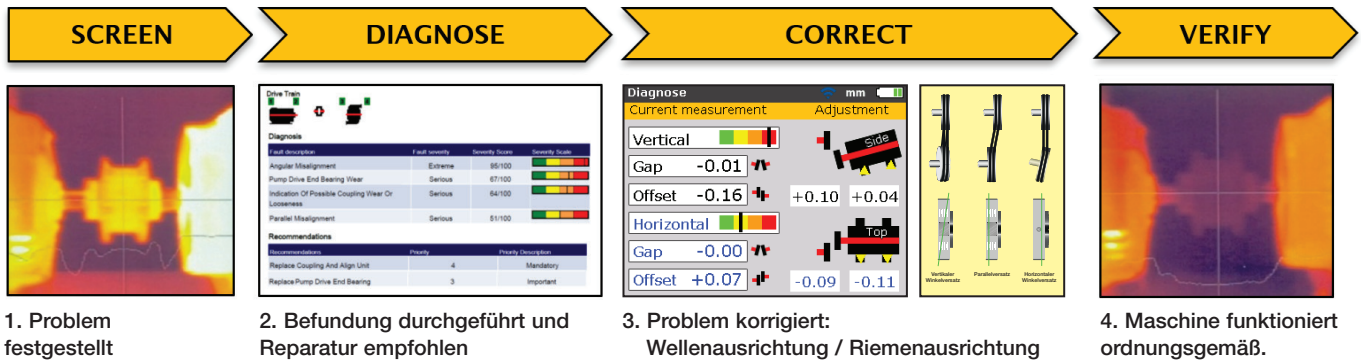 SCREEN
DIAGNOSE
CORRECT
VERIFY
Drive Train
Diagnosis
Fault description Fault severity Severity Score Severity Scale
Angular Misalignment Extreme 95/100
Pump Drive End Bearing Wear Serious 67/100
Indication Of Possible Coupling Wear Or Serious 64/100
Looseness
Parallel Misalignment Serious 51/100
Recommendations
Recommendations Priority Priority Description
Replace Coupling And Align Unit 4 Mandatory
Replace Pump Drive End Bearing 3 Important
Diagnose mm
Current measurement Adjustment
Vertical
Side
Gap -0.01
Offset -0.16 +0.10 +0.04
Horizontal
Top
Gap -0.00
Offset +0.07 -0.09 -0.11
Vertikaler Parallelversatz Horizontaler
Winkelversatz Winkelversatz
1. Problem
festgestellt
2. Befundung durchgeführt und
Reparatur empfohlen
3. Problem korrigiert:
Wellenausrichtung / Riemenausrichtung
4. Maschine funktioniert
ordnungsgemäß.